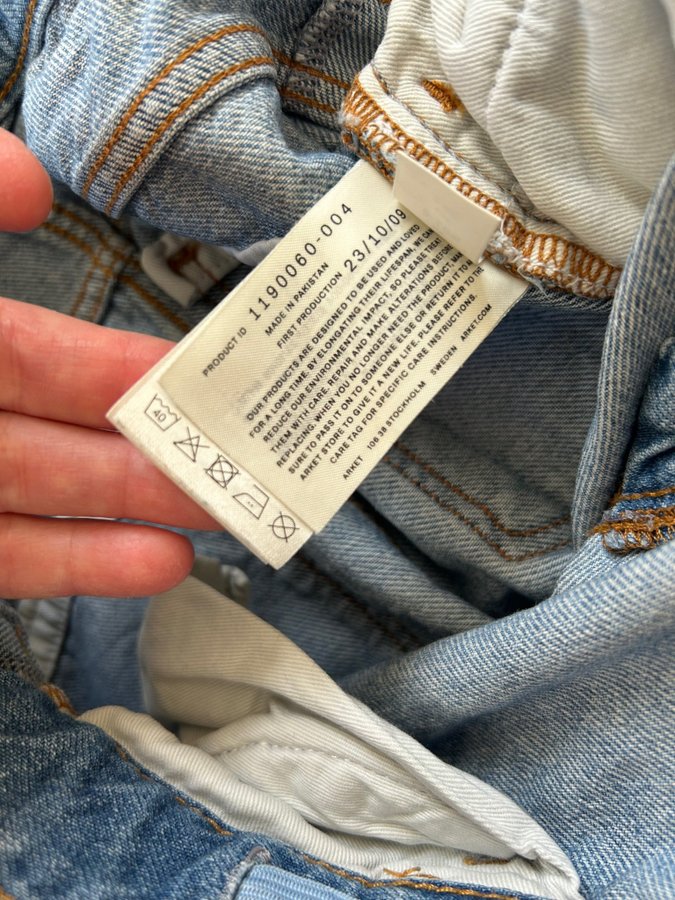 PRODUCT ID
1190060-004
MADE IN PAKISTAN
FIRST PRODUCTION 23/10/09
OUR PRODUCTS ARE DESIGNED TO BE USED AND LOVED
FOR A LONG TIME BY ELONGATING THEIR LIFESPAN, WE CAN
REDUCE OUR ENVIRONMENTAL IMPACT, SO PLEASE TREAT
THEM WITH CARE, REPAIR AND MAKE ALTERATIONS BEFORE
REPLACING. WHEN YOU NO LONGER NEED THE PRODUCT, MAKE
SURE TO PASS IT ON TO SOMEONE ELSE OR RETURN IT TO
ARKET STORE TO GIVE IT A NEW LIFE. PLEASE REFER TO THE
CARE TAG FOR SPECIFIC CARE INSTRUCTIONS.
ARKET 106 38 STOCKHOLM SWEDEN ARKET.COM
40